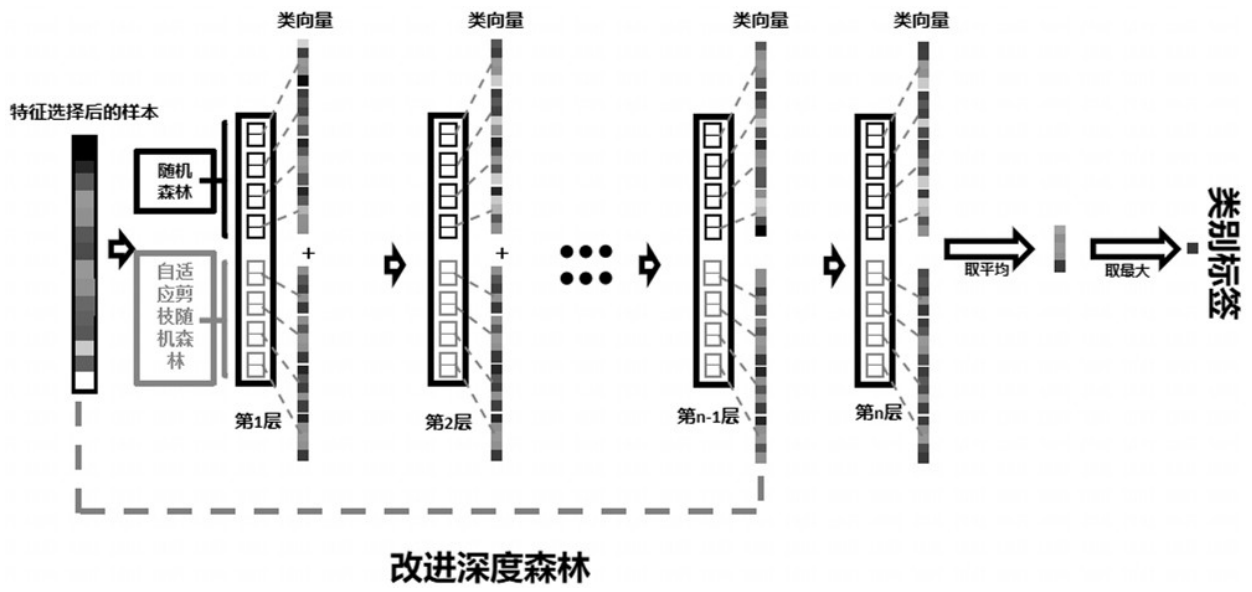 类向量
类向量
类向量
类向量
特征选择后的样本
随机
森林
自适
应剪
枝随
机森
林
+
+
第1层
第2层
第n-1层
第n层
取平均
取最大
类别标签
改进深度森林